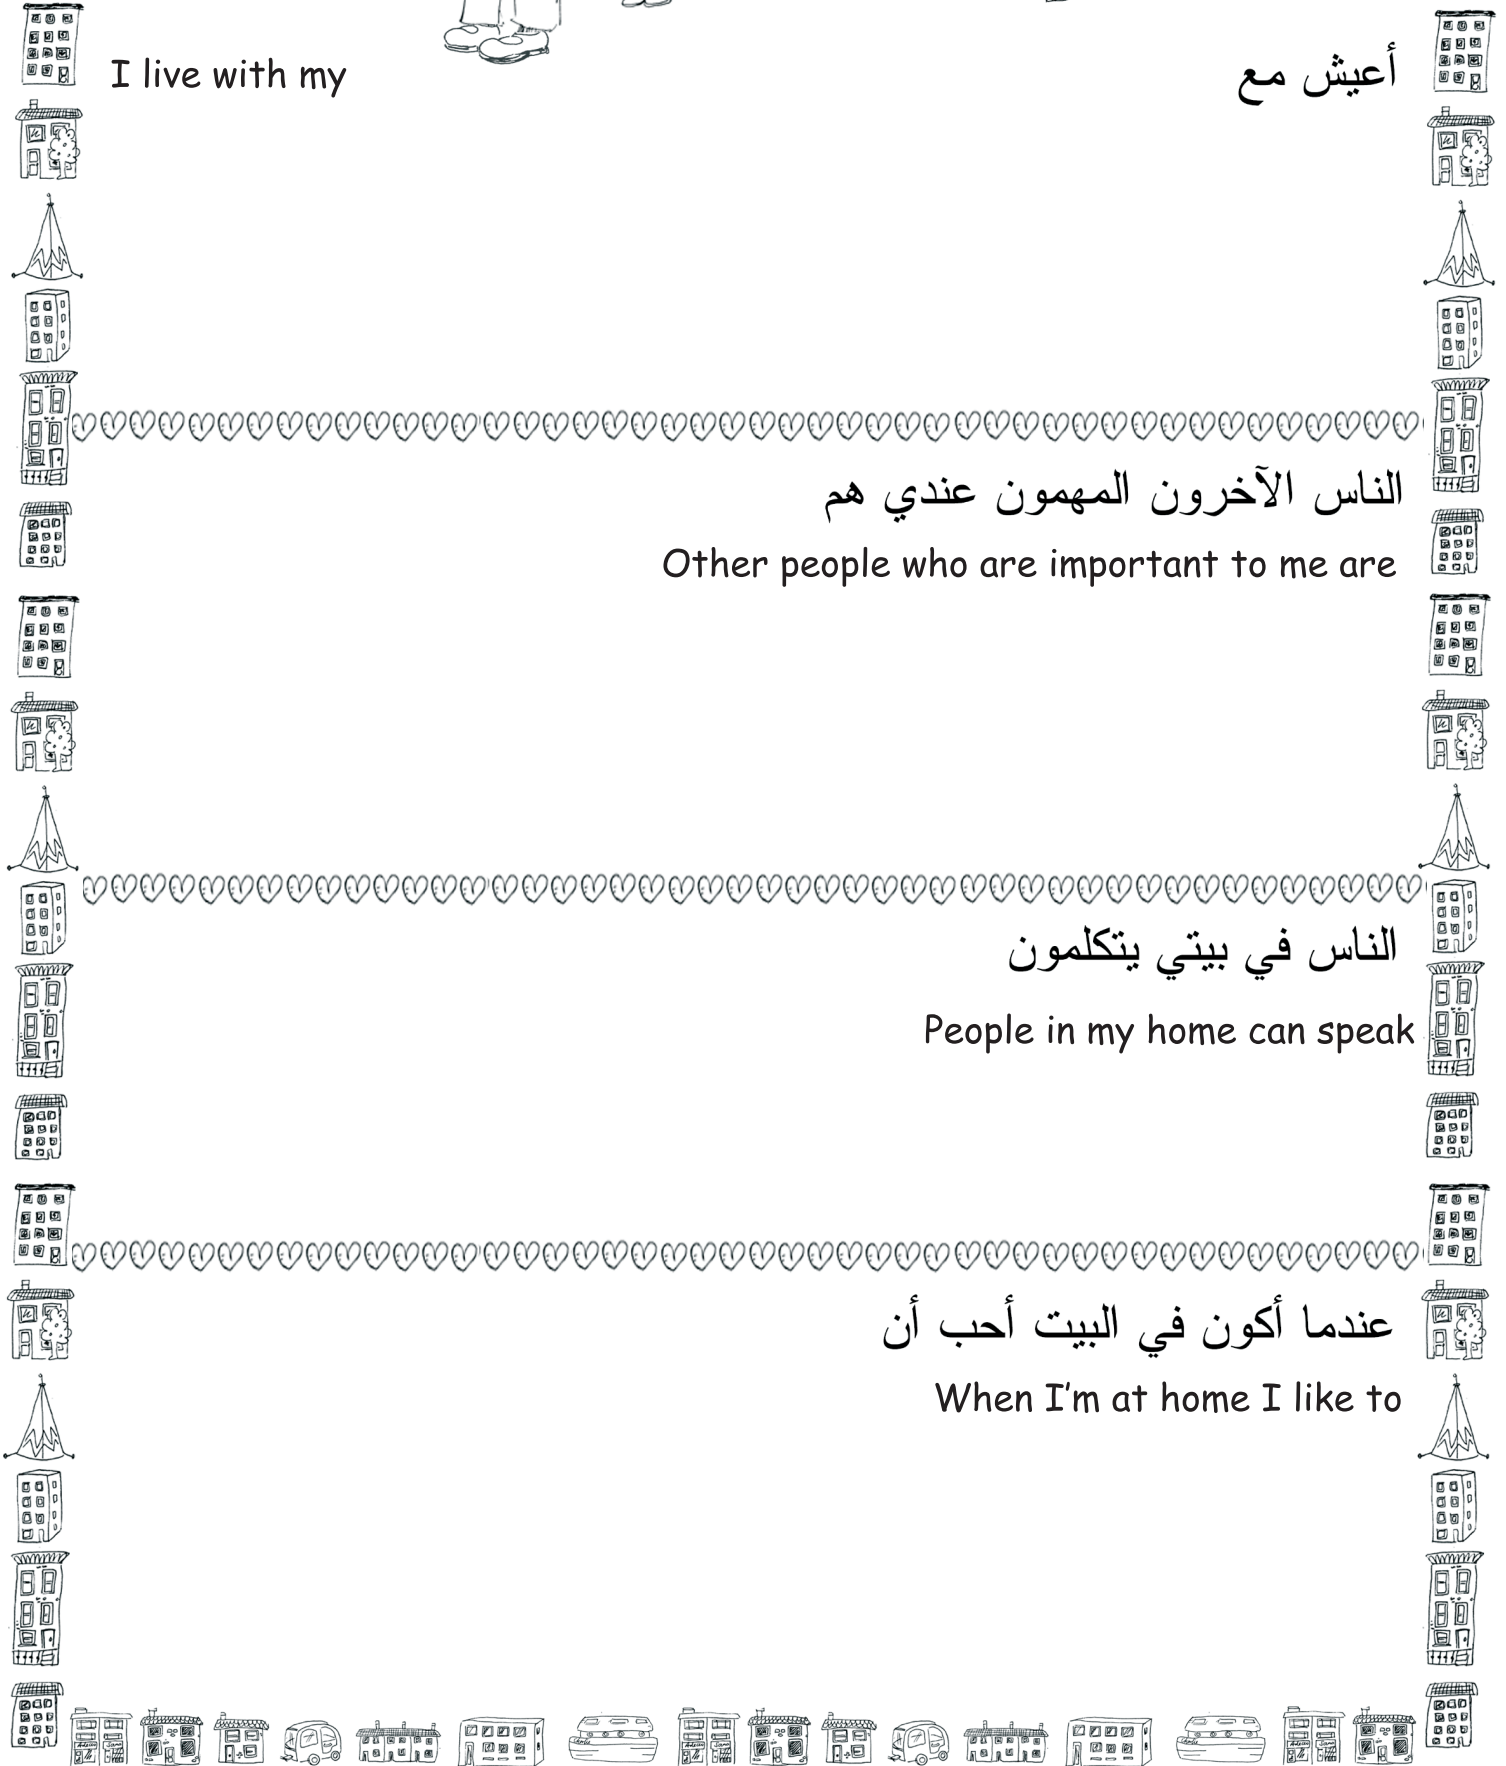 I live with my
أعيش مع
الناس الآخرون المهمون عندي هم
Other people who are important to me are
الناس في بيتي يتكلمون
People in my home can speak
عندما أكون في البيت أحب أن
When I'm at home I like to